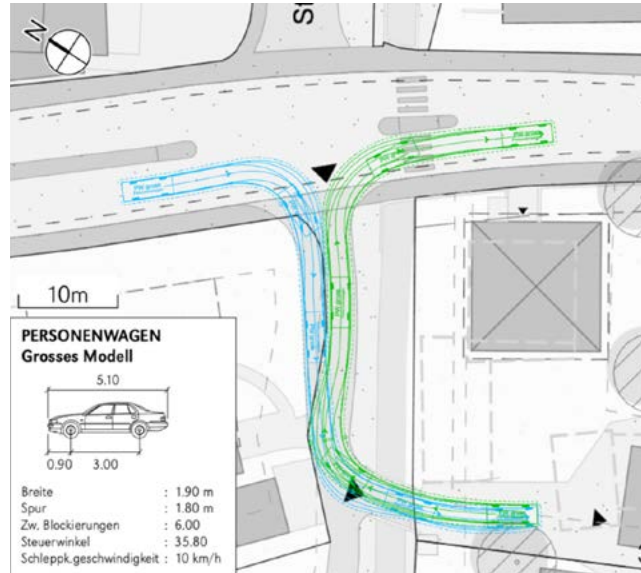 St
N
10m
PERSONENWAGEN
Grosses Modell
5.10
0.90 3.00
Breite : 1.90 m
Spur : 1.80 m
Zw. Blockierungen : 6.00
Steuerwinkel : 35.80
Schleppk.geschwindigkeit : 10 km/h